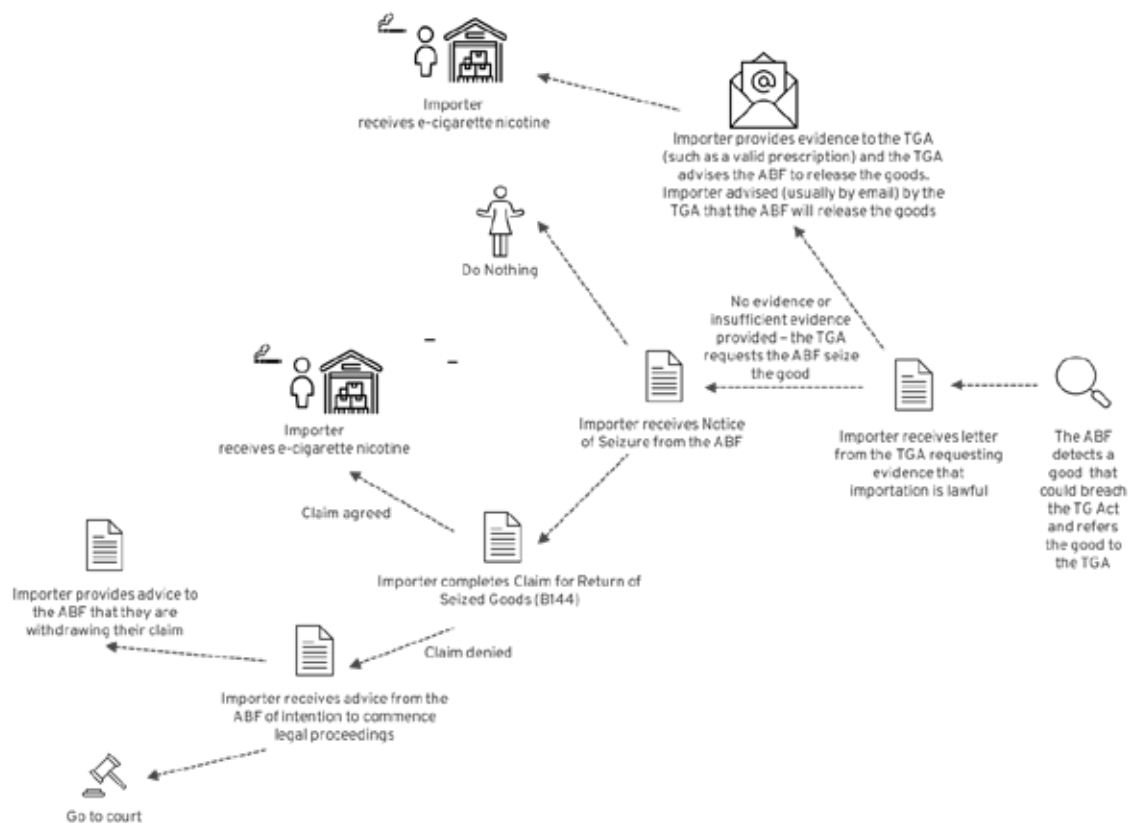 Importer
receives e-cigarette nicotine
Importer provides evidence to the TGA
(such as a valid prescription) and the TGA
advises the ABF to release the goods.
Importer advised (usually by email) by the
TGA that the ABF will release the goods
Do Nothing
No evidence or
insufficient evidence
provided – the TGA
requests the ABF seize
the good
Importer receives Notice
of Seizure from the ABF
Importer receives letter
from the TGA requesting
evidence that
importation is lawful
The ABF
detects a
good that
could breach
the TG Act
and refers
the good to
the TGA
Importer
receives e-cigarette nicotine
Claim agreed
Importer completes Claim for Return of
Seized Goods (B144)
Importer provides advice to
the ABF that they are
withdrawing their claim
Claim denied
Importer receives advice from the
ABF of intention to commence
legal proceedings
Go to court